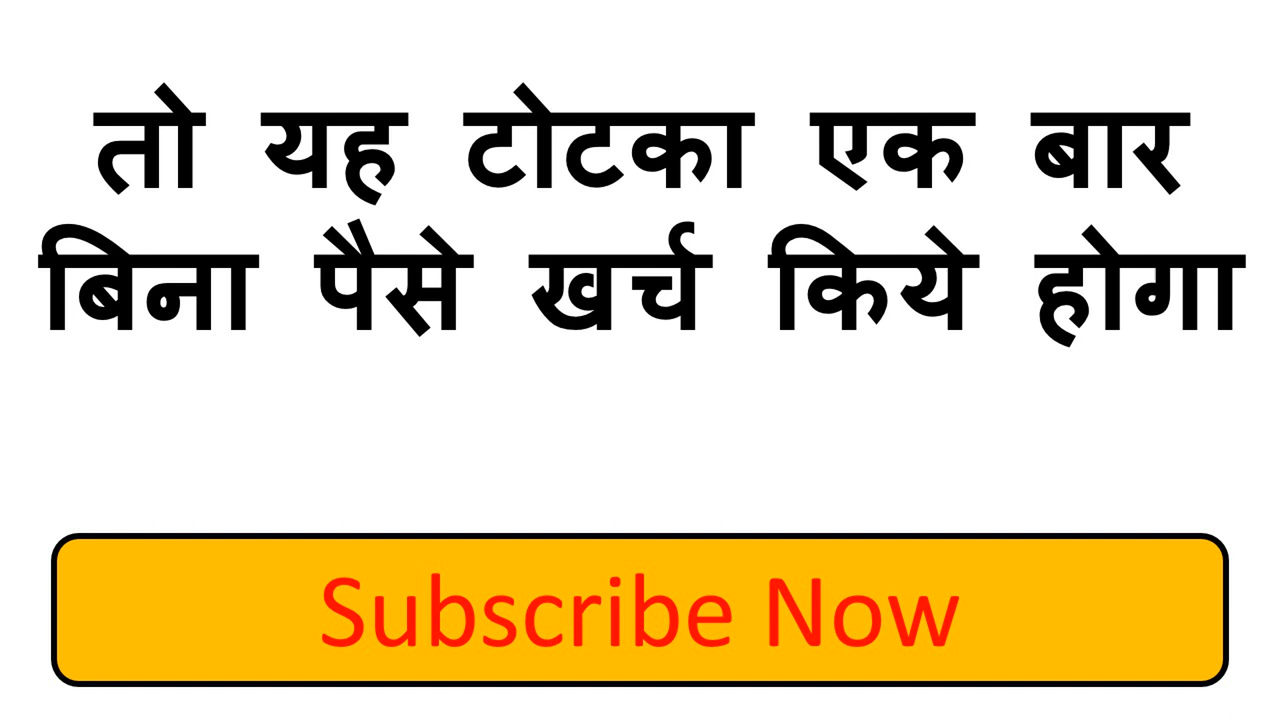 तो यह टोटका एक बार
बिना पैसे खर्च किये होगा
Subscribe Now